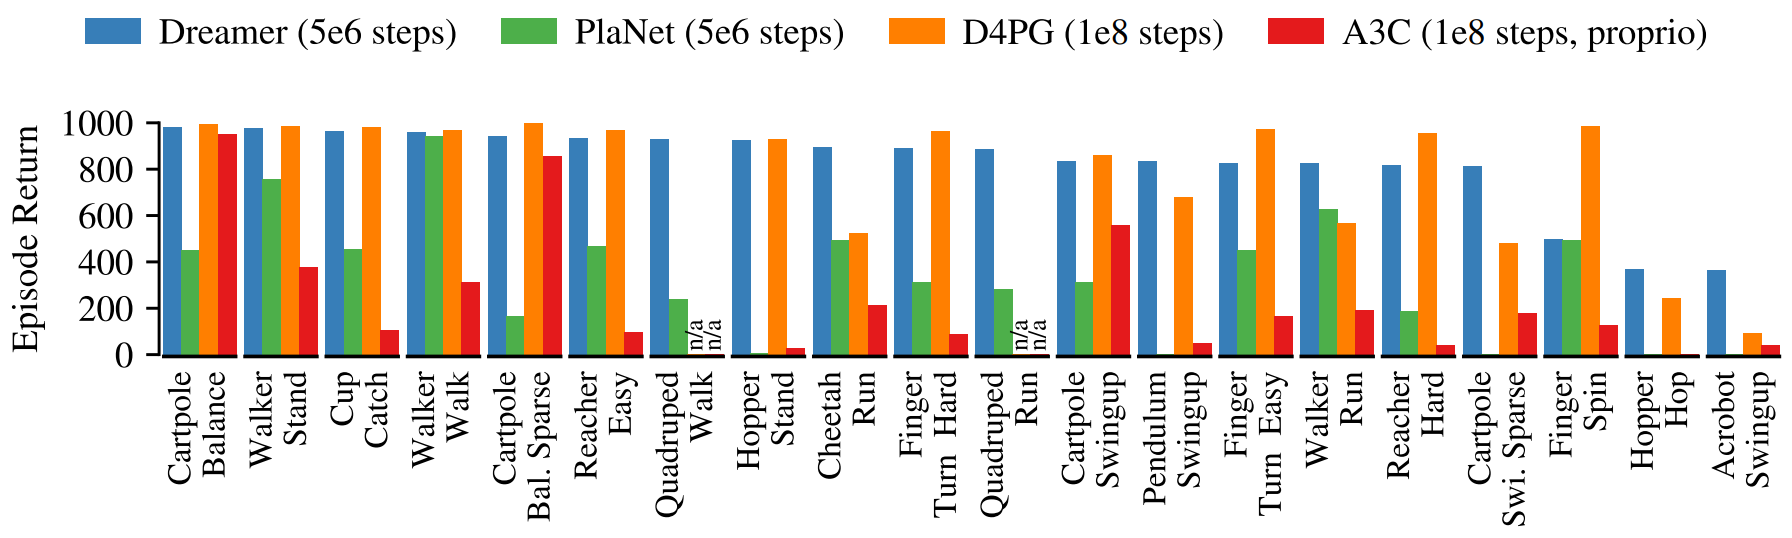 Dreamer (5e6 steps) PlaNet (5e6 steps) D4PG (1e8 steps) A3C (1e8 steps, proprio)
Episode Return
1000
800
600
400
200
0
n/a
n/a
n/a
n/a
Cartpole
Balance
Walker
Stand
Cup
Catch
Walker
Walk
Cartpole
Bal. Sparse
Reacher
Easy
Quadruped
Walk
Hopper
Stand
Cheetah
Run
Finger
Turn Hard
Quadruped
Run
Cartpole
Swingup
Pendulum
Swingup
Finger
Turn Easy
Walker
Run
Reacher
Hard
Cartpole
Swi. Sparse
Finger
Spin
Hopper
Hop
Acrobot
Swingup